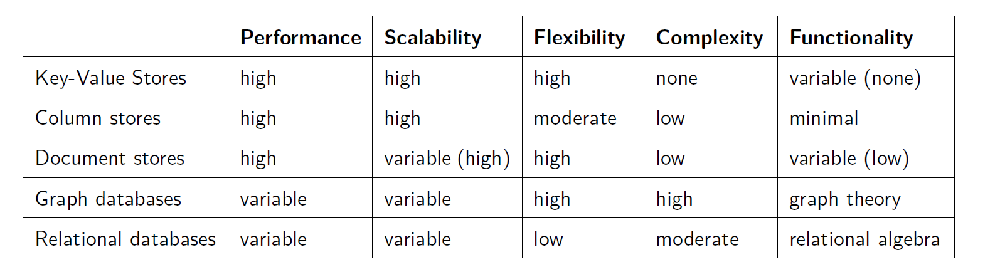 Performance Scalability Flexibility Complexity Functionality
Key-Value Stores high high high none variable (none)
Column stores high high moderate low minimal
Document stores high variable (high) high low variable (low)
Graph databases variable variable high high graph theory
Relational databases variable variable low moderate relational algebra